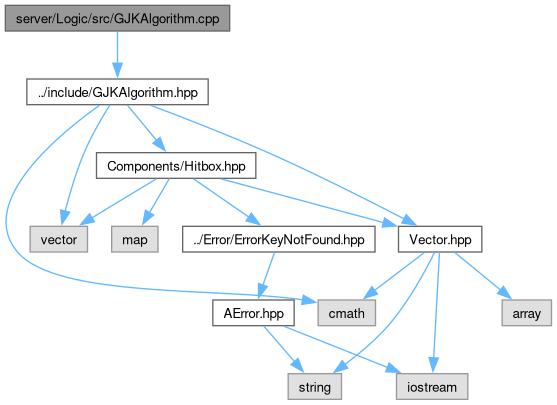 server/Logic/src/GJKAlgorithm.cpp
../include/GJKAlgorithm.hpp
Components/Hitbox.hpp
vector
map
../Error/ErrorKeyNotFound.hpp
Vector.hpp
AError.hpp
cmath
array
string
iostream